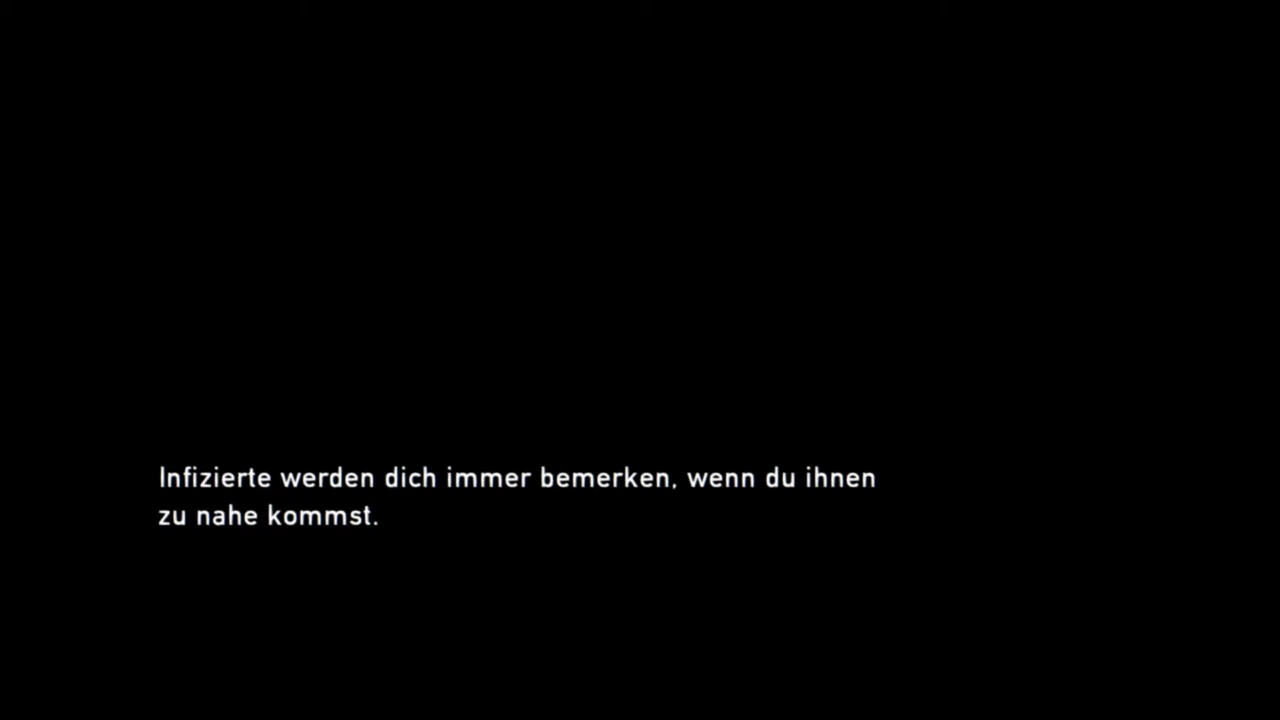 Infizierte werden dich immer bemerken, wenn du ihnen
zu nahe kommst.